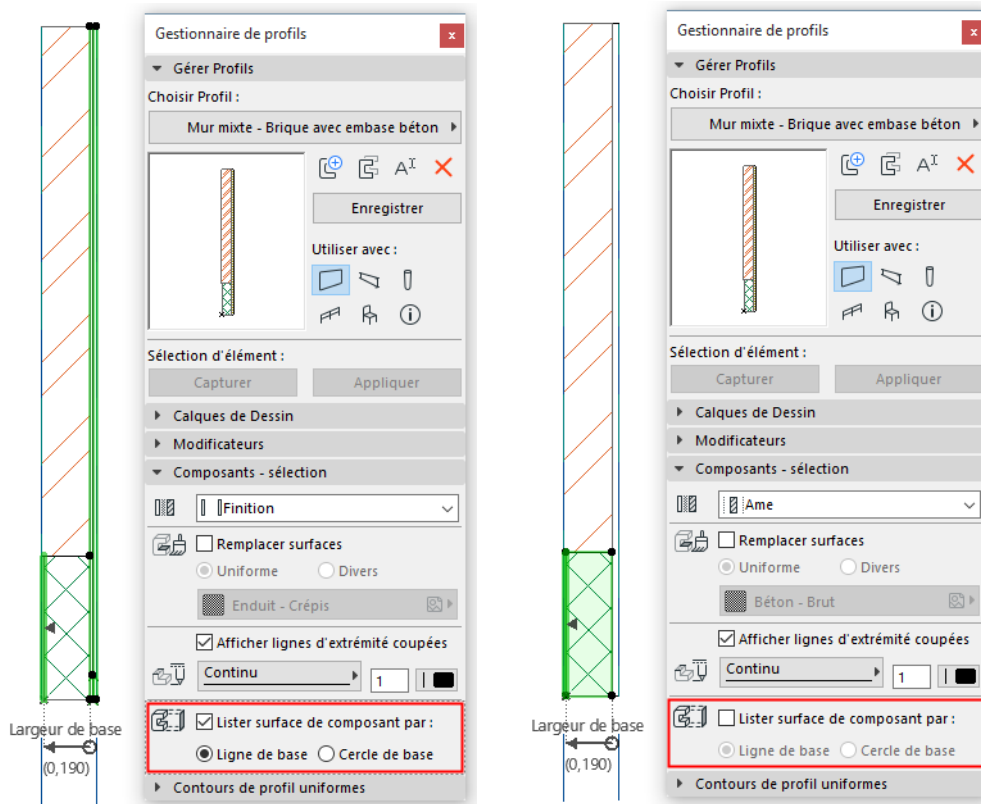 Gestionnaire de profils
x
Gérer Profils
Choisir Profil :
Mur mixte - Brique avec embase béton
Enregistrer
Utiliser avec :
Sélection d'élément :
Capturer
Appliquer
Calques de Dessin
Modificateurs
Composants - sélection
Finition
Remplacer surfaces
Uniforme
Divers
Enduit - Crépis
Afficher lignes d'extrémité coupées
Continu
1
Lister surface de composant par :
Ligne de base
Cercle de base
Contours de profil uniformes
Largeur de base
(0,190)
Gestionnaire de profils
x
Gérer Profils
Choisir Profil :
Mur mixte - Brique avec embase béton
Enregistrer
Utiliser avec :
Sélection d'élément :
Capturer
Appliquer
Calques de Dessin
Modificateurs
Composants - sélection
Ame
Remplacer surfaces
Uniforme
Divers
Béton - Brut
Afficher lignes d'extrémité coupées
Continu
1
Lister surface de composant par :
Ligne de base
Cercle de base
Contours de profil uniformes
Largeur de base
(0,190)